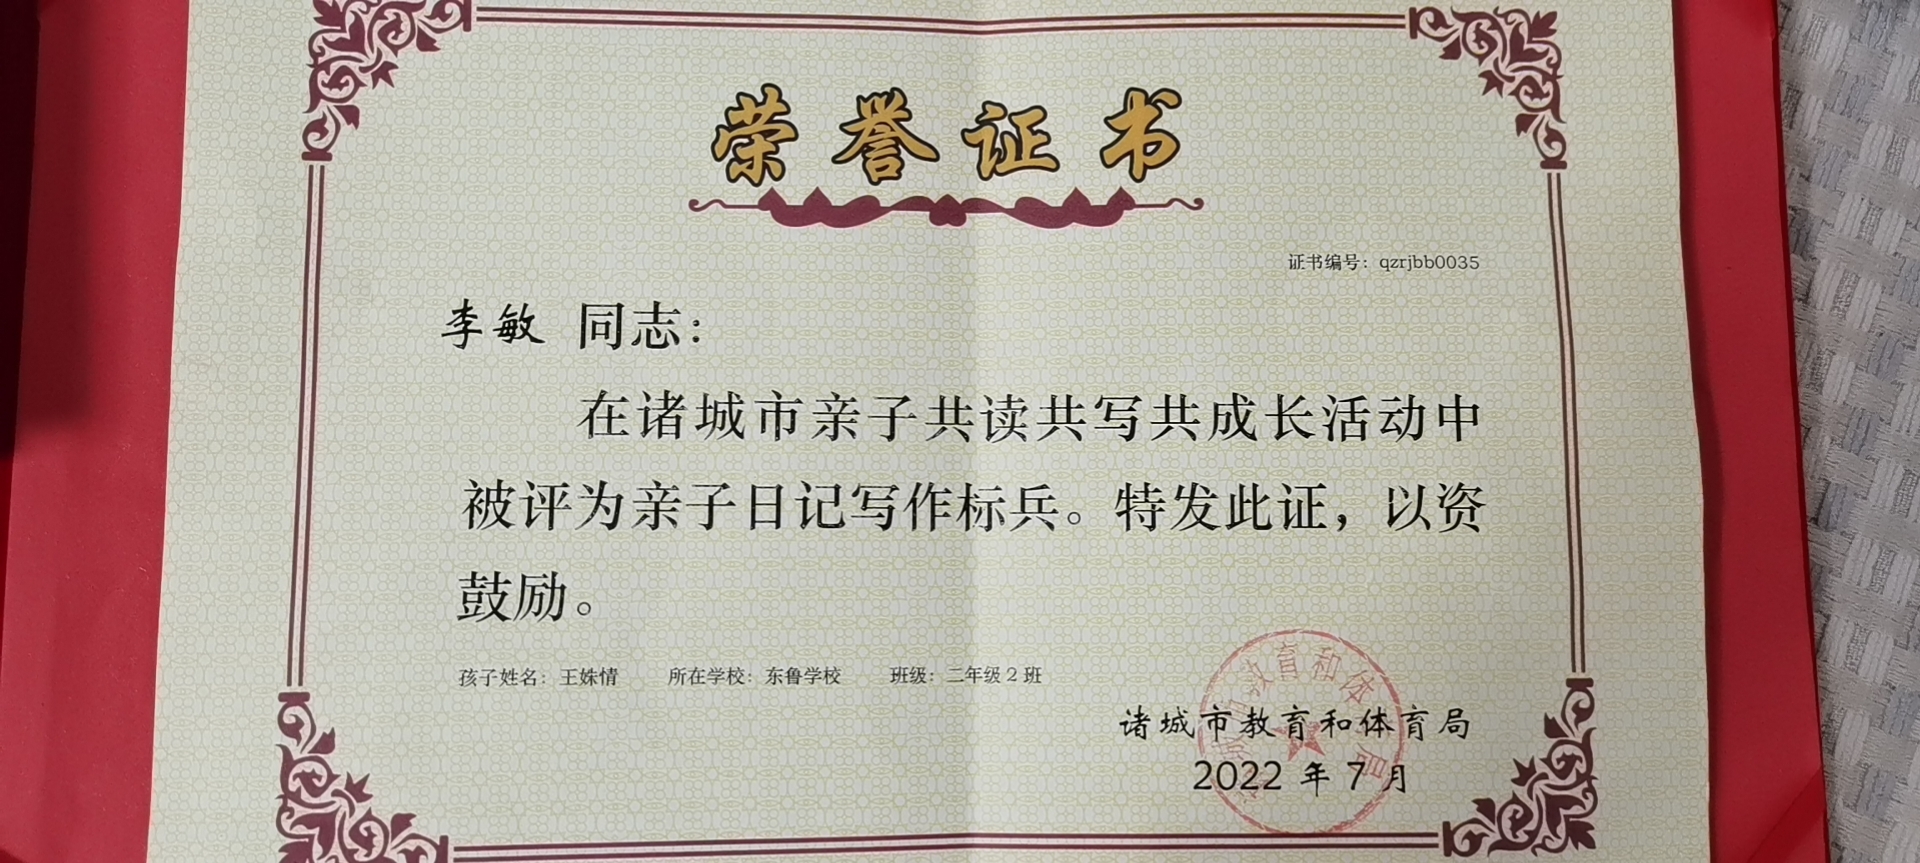 荣誉证书
证书编号：qzrjbb0035
李敏 同志：
在诸城市亲子共读共写共成长活动中
被评为亲子日记写作标兵。特发此证，以资
鼓励。
孩子姓名：王姝情 所在学校：东鲁学校 班级：二年级2班
诸城市教育和体育局
2022年7月